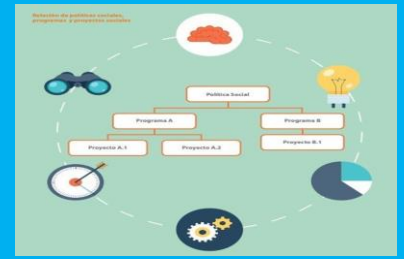 Relación de políticas sociales,
programas y proyectos sociales
Política Social
Programa A
Programa B
Proyecto A.1
Proyecto A.2
Proyecto B.1